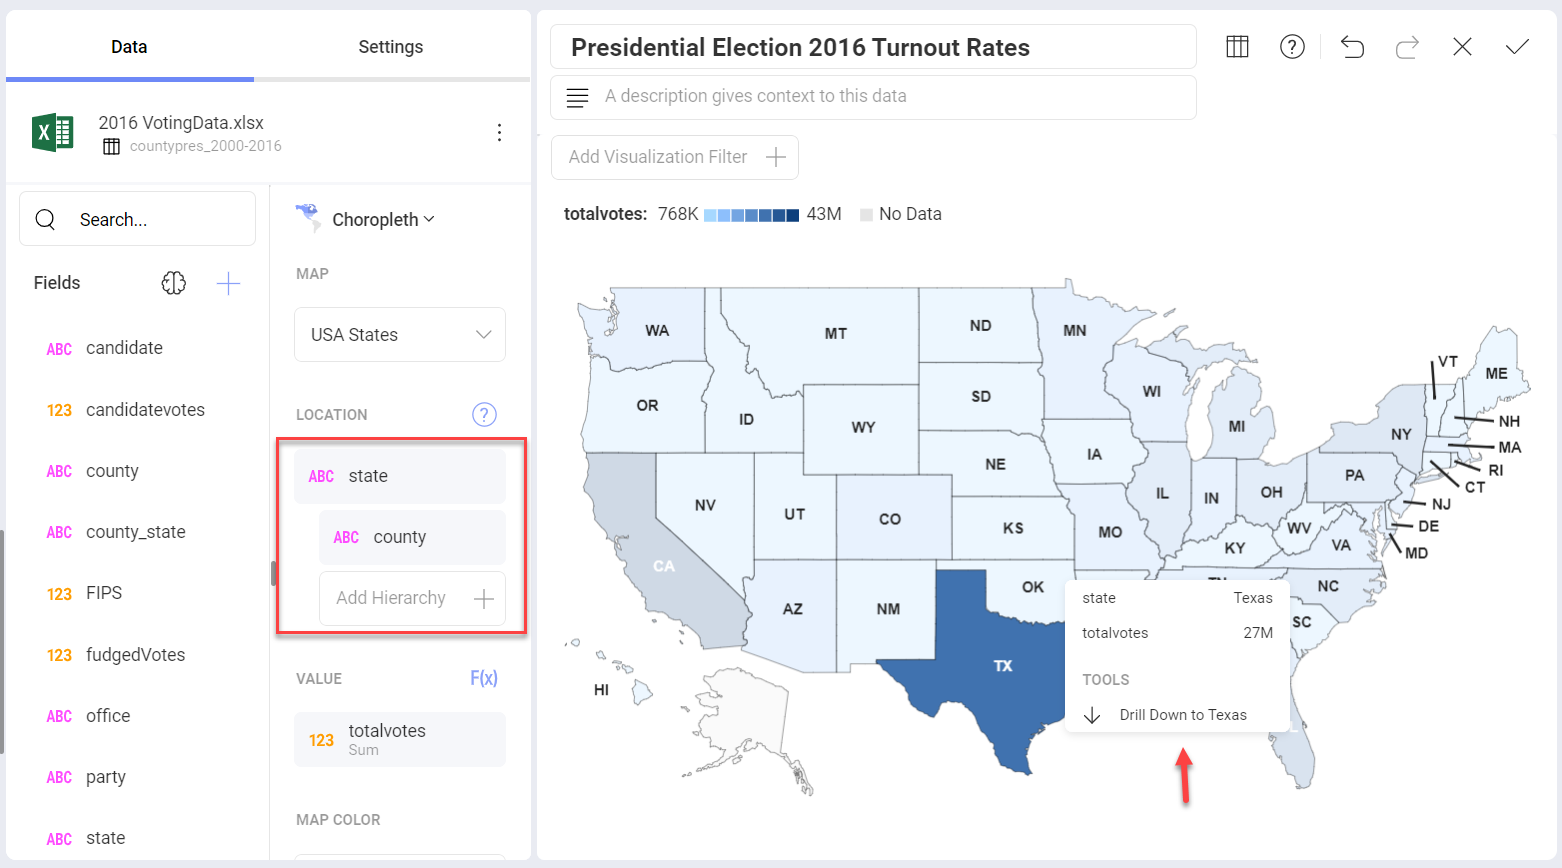 Data
Settings
2016 VotingData.xlsx
countypres_2000-2016
Search...
Fields
ABC candidate
123 candidatevotes
ABC county
ABC county_state
123 FIPS
123 fudgedVotes
ABC office
ABC party
ABC state
Choropleth
MAP
USA States
LOCATION
?
ABC state
ABC county
Add Hierarchy
VALUE
F(x)
123 totalvotes
Sum
MAP COLOR
Presidential Election 2016 Turnout Rates
?
A description gives context to this data
Add Visualization Filter
totalvotes: 768K 43M No Data
WA
MT
ND
MN
VT
ME
OR
ID
SD
WI
MI
NH
WY
NY
MA
IA
NE
PA
RI
NV
UT
CO
IL
IN
OH
CT
NJ
KS
MO
WV
DE
KY
VA
MD
CA
OK
NC
AZ
NM
SC
TX
HI
state Texas
totalvotes 27M
TOOLS
Drill Down to Texas